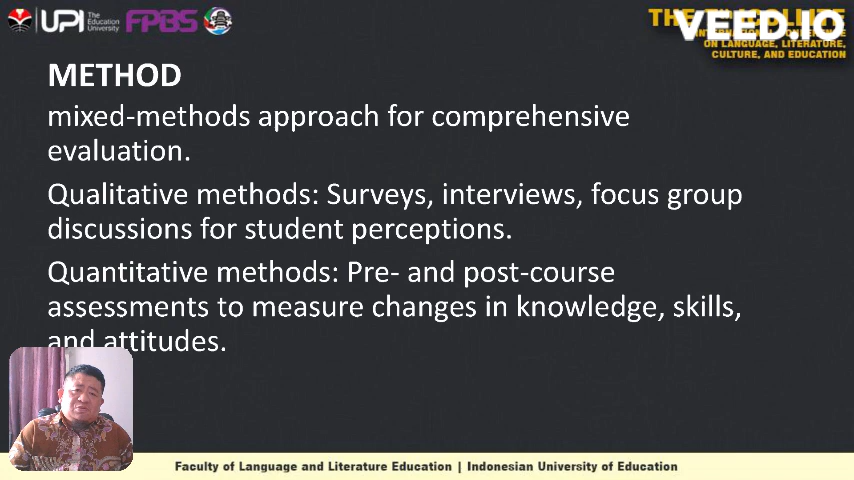 UPI The Education University FPBS
VEED.IO
ON LANGUAGE, LITERATURE,
CULTURE, AND EDUCATION
METHOD
mixed-methods approach for comprehensive
evaluation.
Qualitative methods: Surveys, interviews, focus group
discussions for student perceptions.
Quantitative methods: Pre- and post-course
assessments to measure changes in knowledge, skills,
and attitudes.
Faculty of Language and Literature Education | Indonesian University of Education